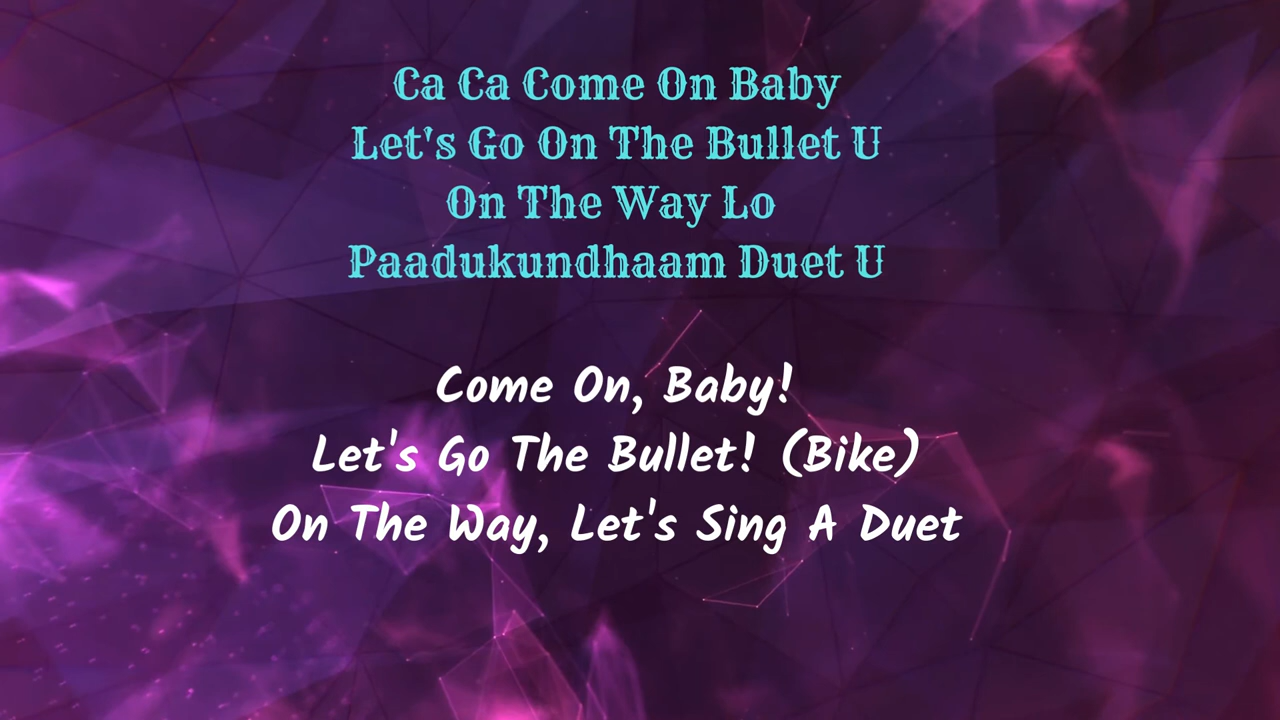 Ca Ca Come On Baby
Let's Go On The Bullet U
On The Way Lo
Paadukundhaam Duet U
Come On, Baby!
Let's Go The Bullet! (Bike)
On The Way, Let's Sing A Duet